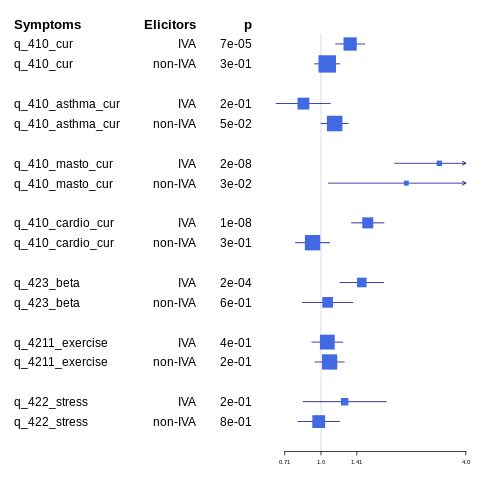 Symptoms Elicitors p
q_410_cur IVA 7e-05
q_410_cur non-IVA 3e-01
q_410_asthma_cur IVA 2e-01
q_410_asthma_cur non-IVA 5e-02
q_410_masto_cur IVA 2e-08
q_410_masto_cur non-IVA 3e-02
q_410_cardio_cur IVA 1e-08
q_410_cardio_cur non-IVA 3e-01
q_423_beta IVA 2e-04
q_423_beta non-IVA 6e-01
q_4211_exercise IVA 4e-01
q_4211_exercise non-IVA 2e-01
q_422_stress IVA 2e-01
q_422_stress non-IVA 8e-01
0.71 1.0 1.41 4.0